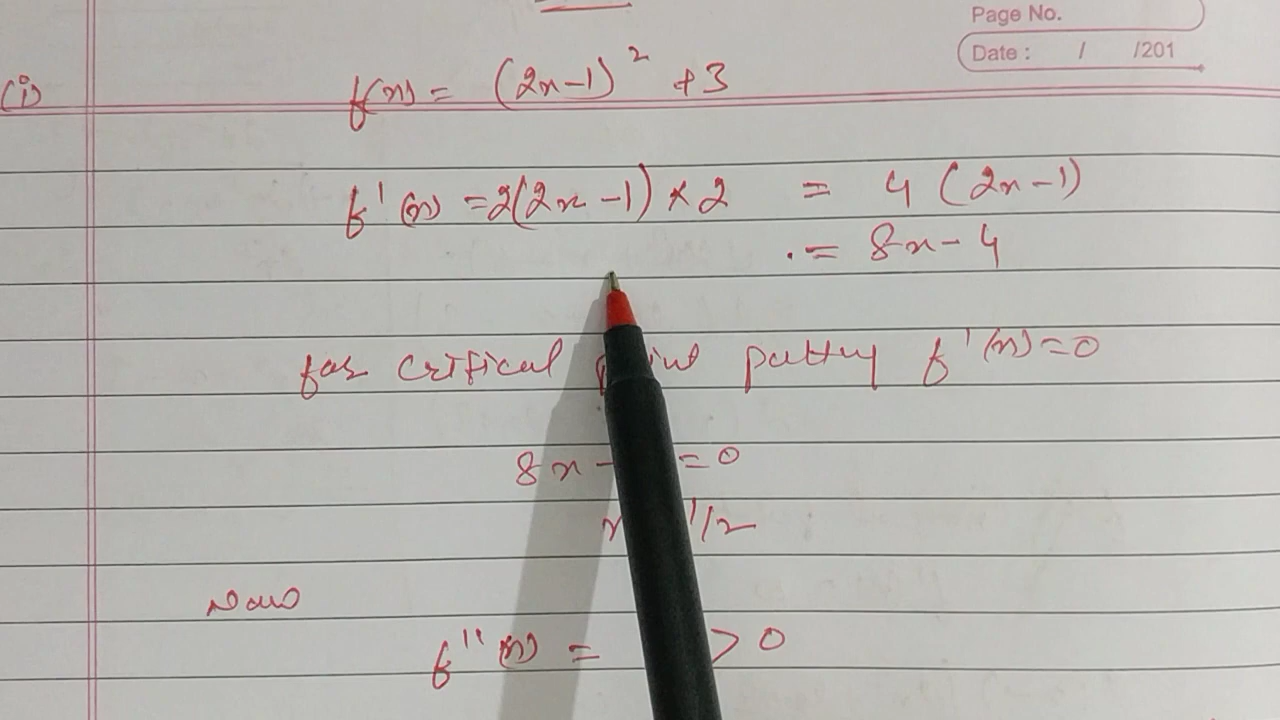 Page No.
Date : / /201
(i) f(x) = (2x-1)² +3
f'(x) =2(2x-1)×2 = 4(2x-1)
.= 8x-4
for critical putting f'(x)=0
8x- =0
x 1/2
Now
f''(x) = > 0